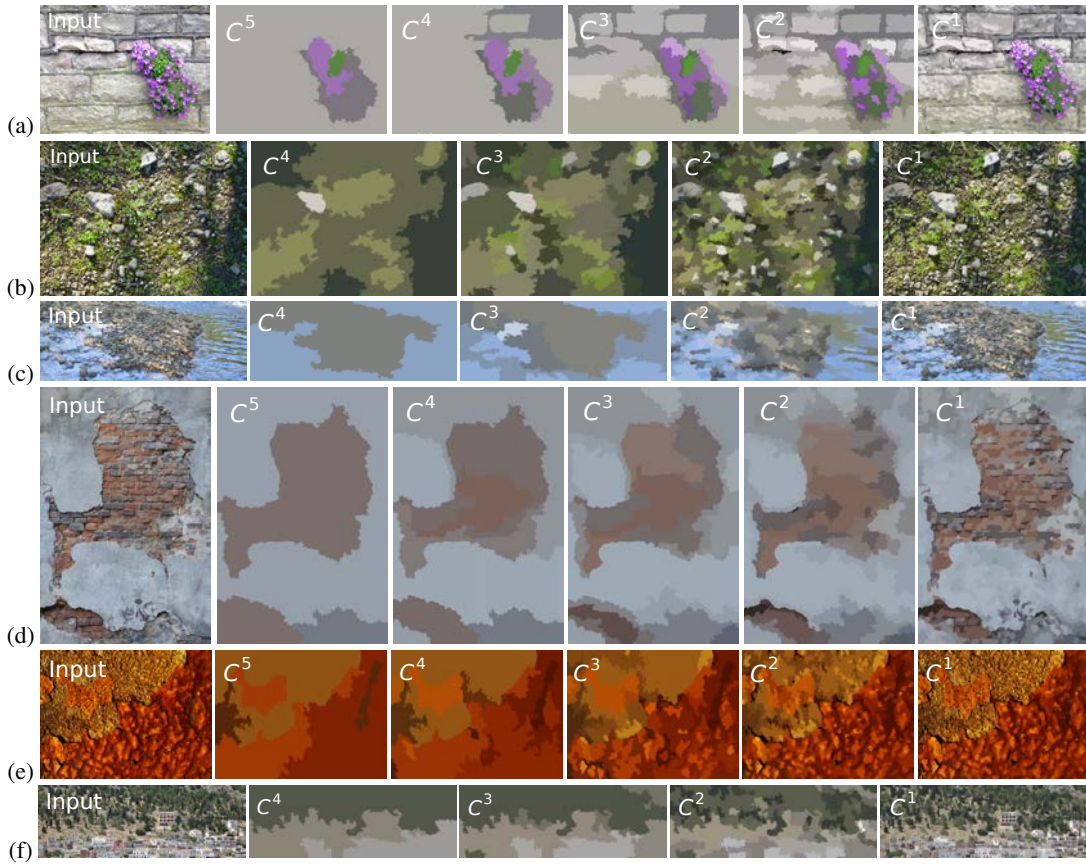 Input C⁵ C⁴ C³ C² C¹
(a)
Input C⁴ C³ C² C¹
(b)
Input C⁴ C³ C² C¹
(c)
Input C⁵ C⁴ C³ C² C¹
(d)
Input C⁵ C⁴ C³ C² C¹
(e)
Input C⁴ C³ C² C¹
(f)